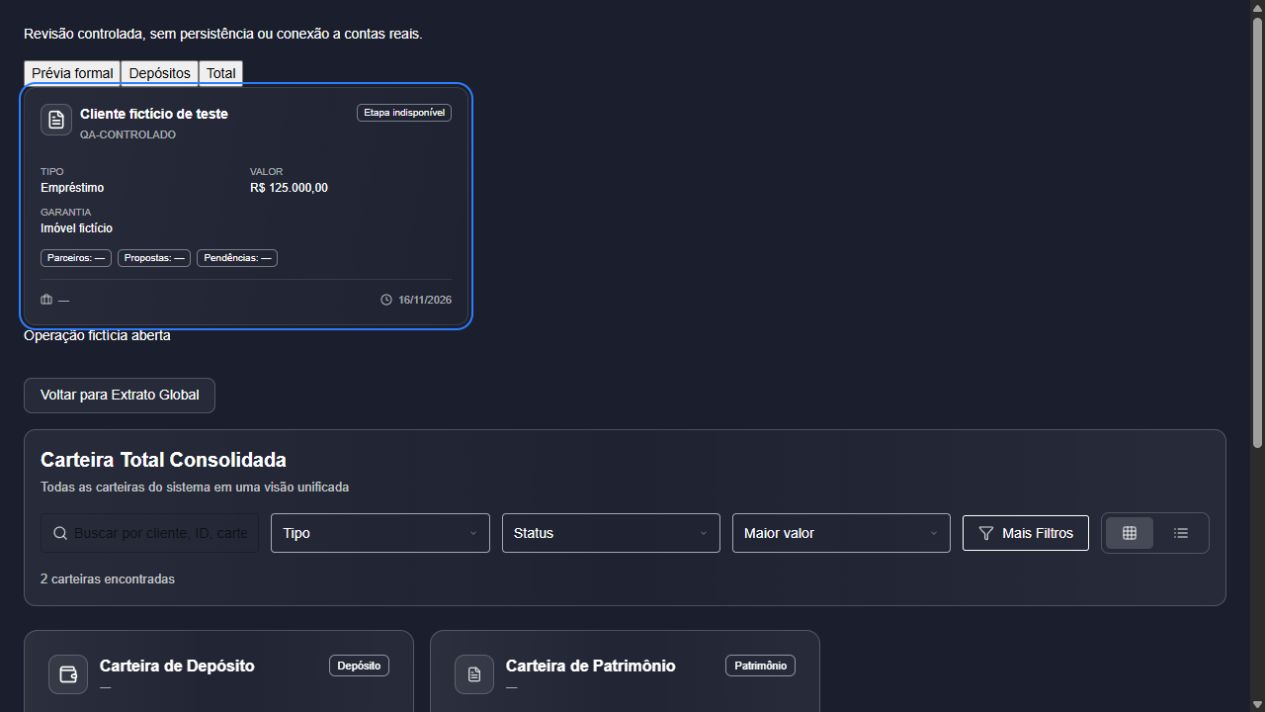 Revisão controlada, sem persistência ou conexão a contas reais.
Prévia formal Depósitos Total
Cliente fictício de teste Etapa indisponível
QA-CONTROLADO
TIPO VALOR
Empréstimo R$ 125.000,00
GARANTIA
Imóvel fictício
Parceiros: — Propostas: — Pendências: —
— 16/11/2026
Operação fictícia aberta
Voltar para Extrato Global
Carteira Total Consolidada
Todas as carteiras do sistema em uma visão unificada
Buscar por cliente, ID, carte Tipo Status Maior valor Mais Filtros
2 carteiras encontradas
Carteira de Depósito Depósito Carteira de Patrimônio Patrimônio
— —